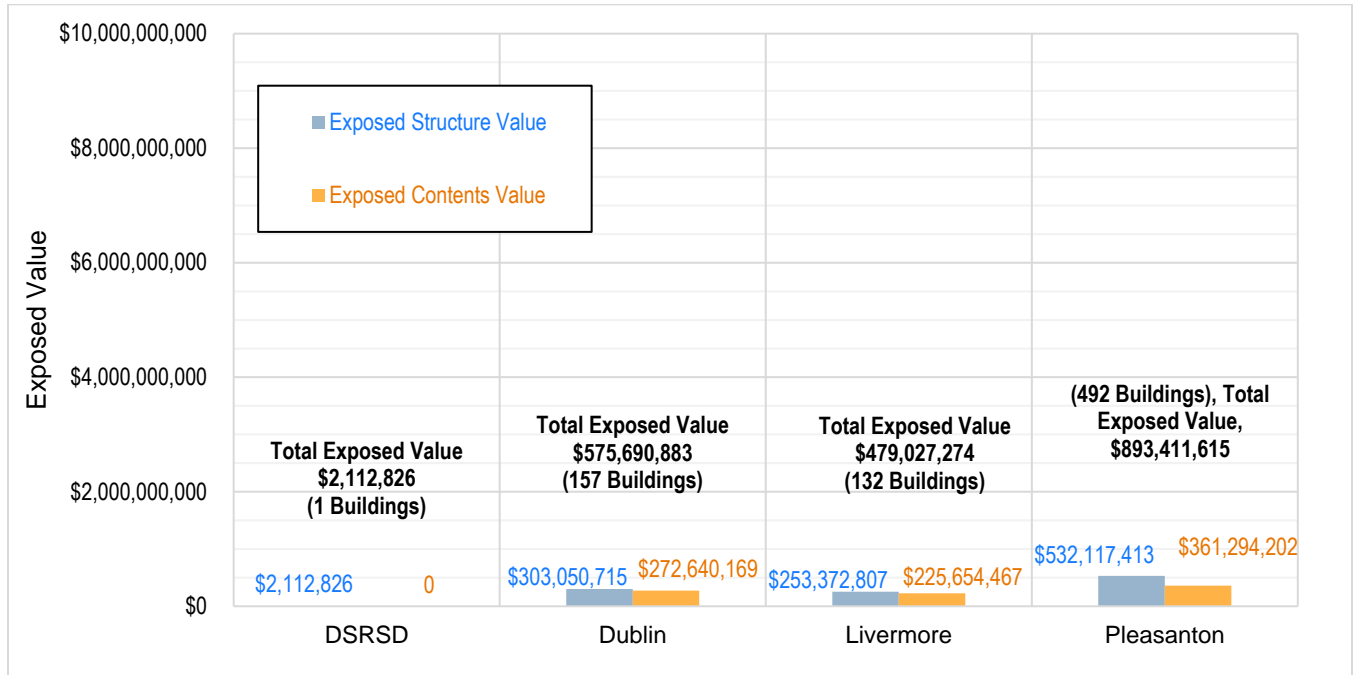 $10,000,000,000
$8,000,000,000
$6,000,000,000
$4,000,000,000
$2,000,000,000
$0
Exposed Value
Exposed Structure Value
Exposed Contents Value
Total Exposed Value
$2,112,826
(1 Buildings)
Total Exposed Value
$575,690,883
(157 Buildings)
Total Exposed Value
$479,027,274
(132 Buildings)
(492 Buildings), Total
Exposed Value,
$893,411,615
$2,112,826
0
$303,050,715
$272,640,169
$253,372,807
$225,654,467
$532,117,413
$361,294,202
DSRSD
Dublin
Livermore
Pleasanton